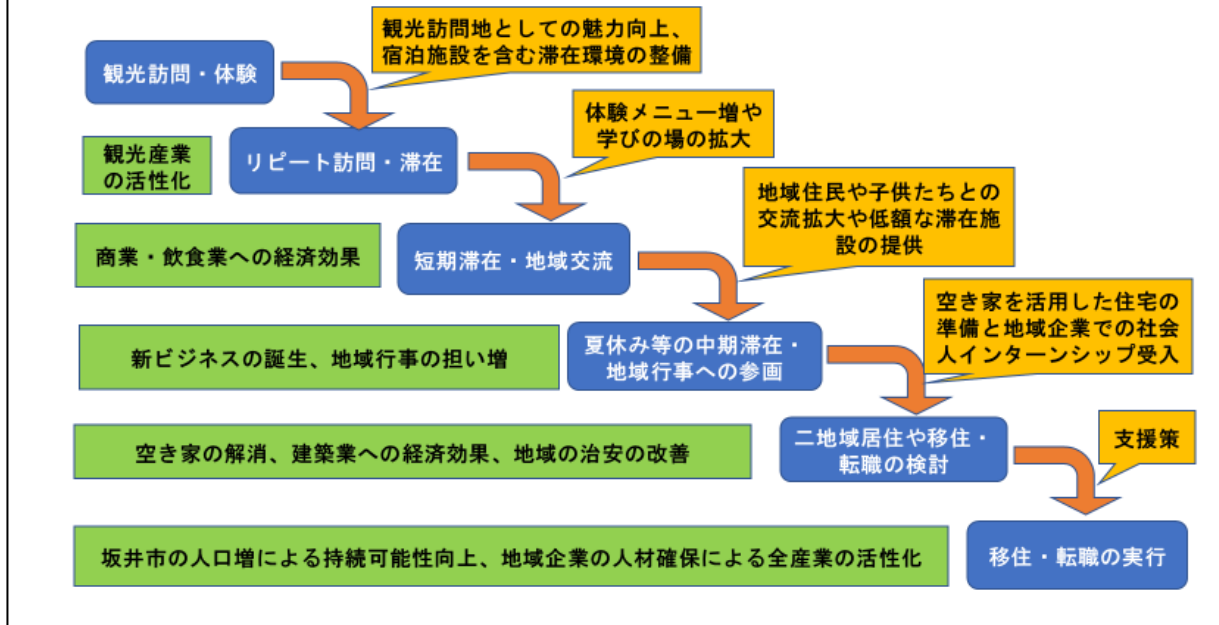 観光訪問地としての魅力向上、
宿泊施設を含む滞在環境の整備
観光訪問・体験
体験メニュー増や
学びの場の拡大
観光産業
の活性化
リピート訪問・滞在
地域住民や子供たちとの
交流拡大や低額な滞在施
設の提供
商業・飲食業への経済効果
短期滞在・地域交流
空き家を活用した住宅の
準備と地域企業での社会
人インターンシップ受入
新ビジネスの誕生、地域行事の担い増
夏休み等の中期滞在・
地域行事への参画
支援策
空き家の解消、建築業への経済効果、地域の治安の改善
二地域居住や移住・
転職の検討
坂井市の人口増による持続可能性向上、地域企業の人材確保による全産業の活性化
移住・転職の実行